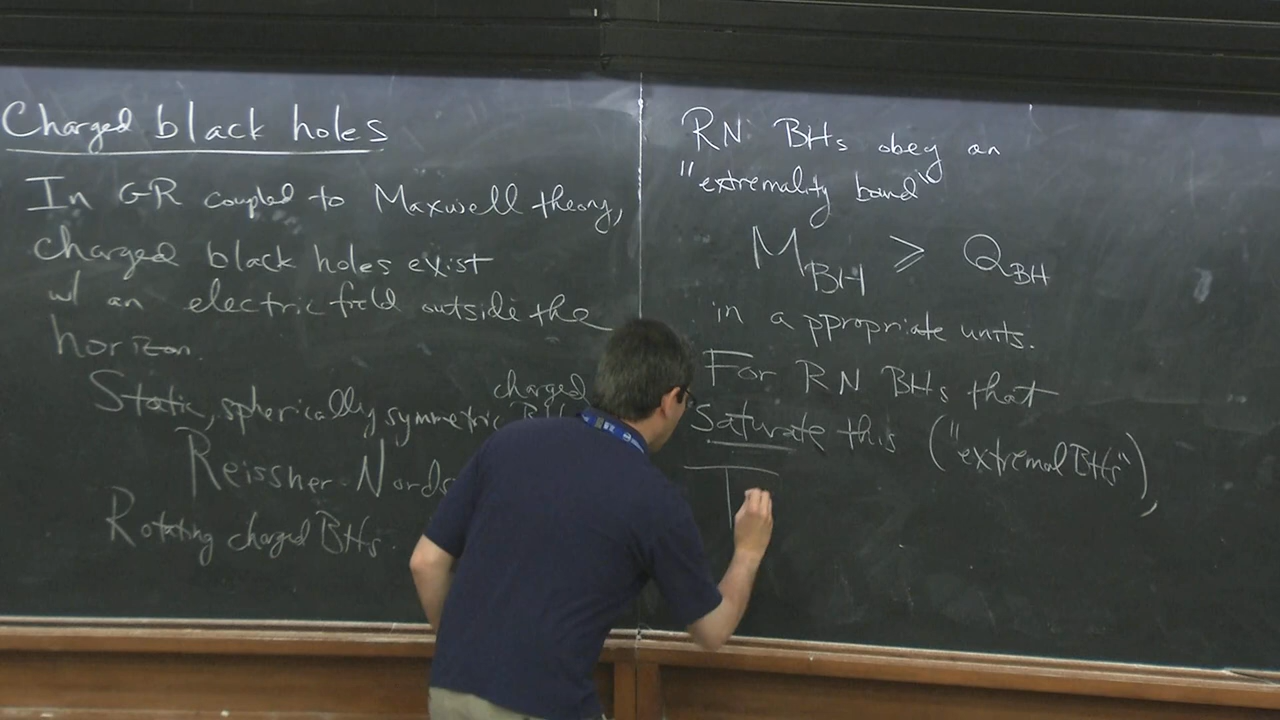 Charged black holes
In GR coupled to Maxwell theory,
charged black holes exist
w/ an electric field outside the
horizon.
charged
Static, spherically symmetric
Reissner-Nords
Rotating charged BHs.
RN BHs obey an
"extremality bound"
M_BH ⩾ Q_BH
in appropriate units.
For RN BHs that
Saturate this ("extremal BHs"),
T